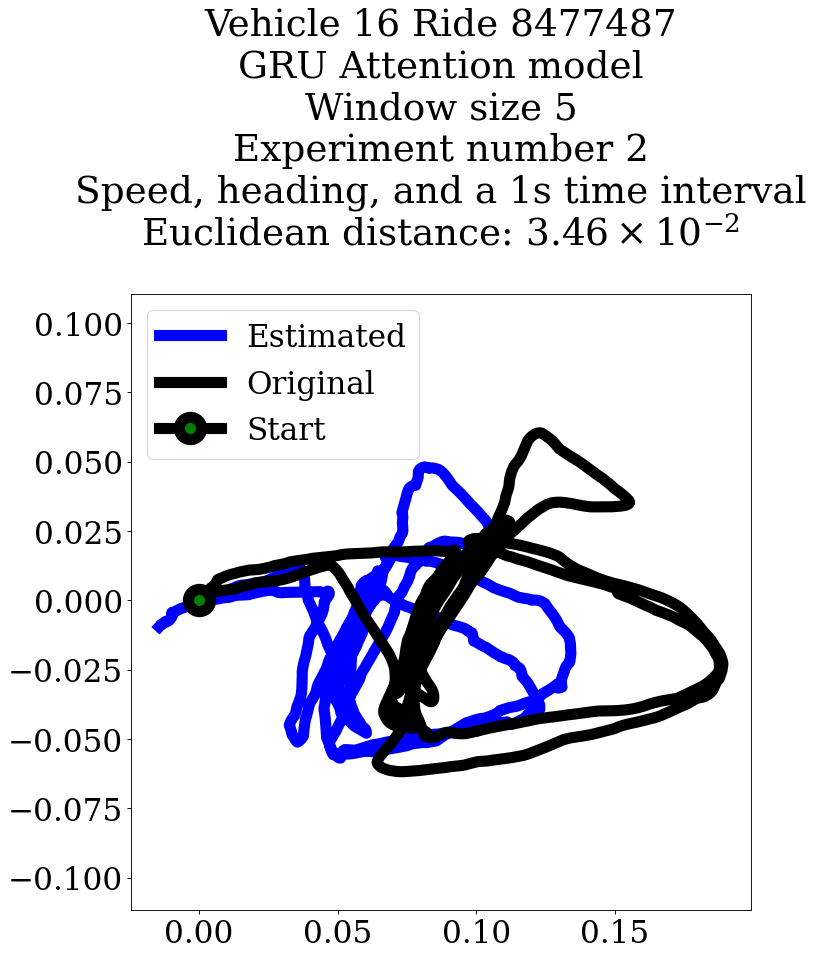 Vehicle 16 Ride 8477487
GRU Attention model
Window size 5
Experiment number 2
Speed, heading, and a 1s time interval
Euclidean distance: 3.46 × 10⁻²
Estimated
Original
Start
0.100
0.075
0.050
0.025
0.000
−0.025
−0.050
−0.075
−0.100
0.00 0.05 0.10 0.15